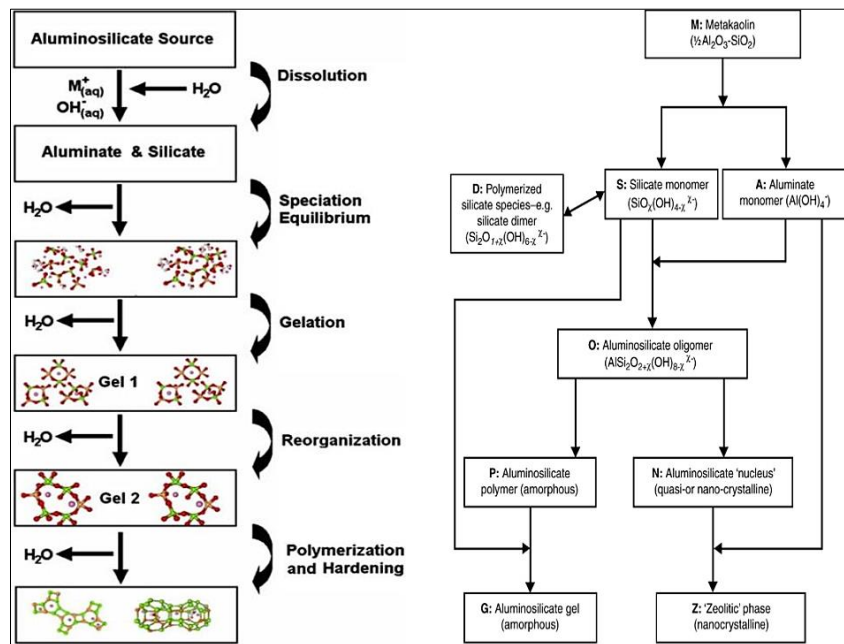 Aluminosilicate Source
M⁺(aq)
OH⁻(aq)
H₂O
Dissolution
Aluminate & Silicate
H₂O
Speciation
Equilibrium
H₂O
Gelation
Gel 1
H₂O
Reorganization
Gel 2
H₂O
Polymerization
and Hardening
M: Metakaolin
(½Al₂O₃-SiO₂)
D: Polymerized
silicate species–e.g.
silicate dimer
(Si₂O₁₊χ(OH)₆₋χ χ-)
S: Silicate monomer
(SiOχ(OH)₄₋χ χ-)
A: Aluminate
monomer (Al(OH)₄⁻)
O: Aluminosilicate oligomer
(AlSi₂O₂₊χ(OH)₈₋χ χ-)
P: Aluminosilicate
polymer (amorphous)
N: Aluminosilicate 'nucleus'
(quasi-or nano-crystalline)
G: Aluminosilicate gel
(amorphous)
Z: 'Zeolitic' phase
(nanocrystalline)